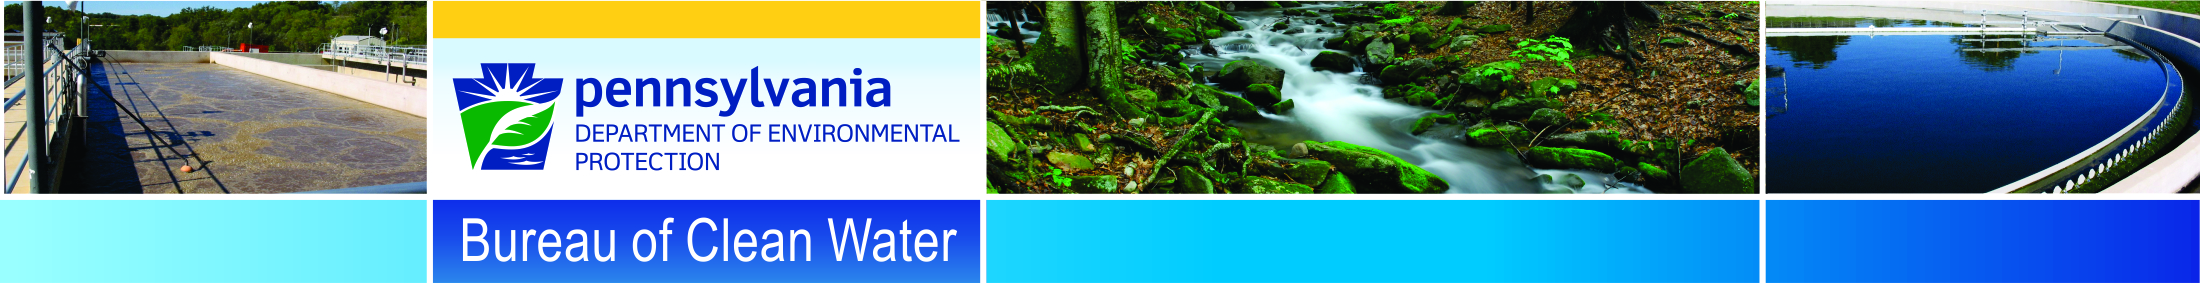 pennsylvania
DEPARTMENT OF ENVIRONMENTAL
PROTECTION
Bureau of Clean Water